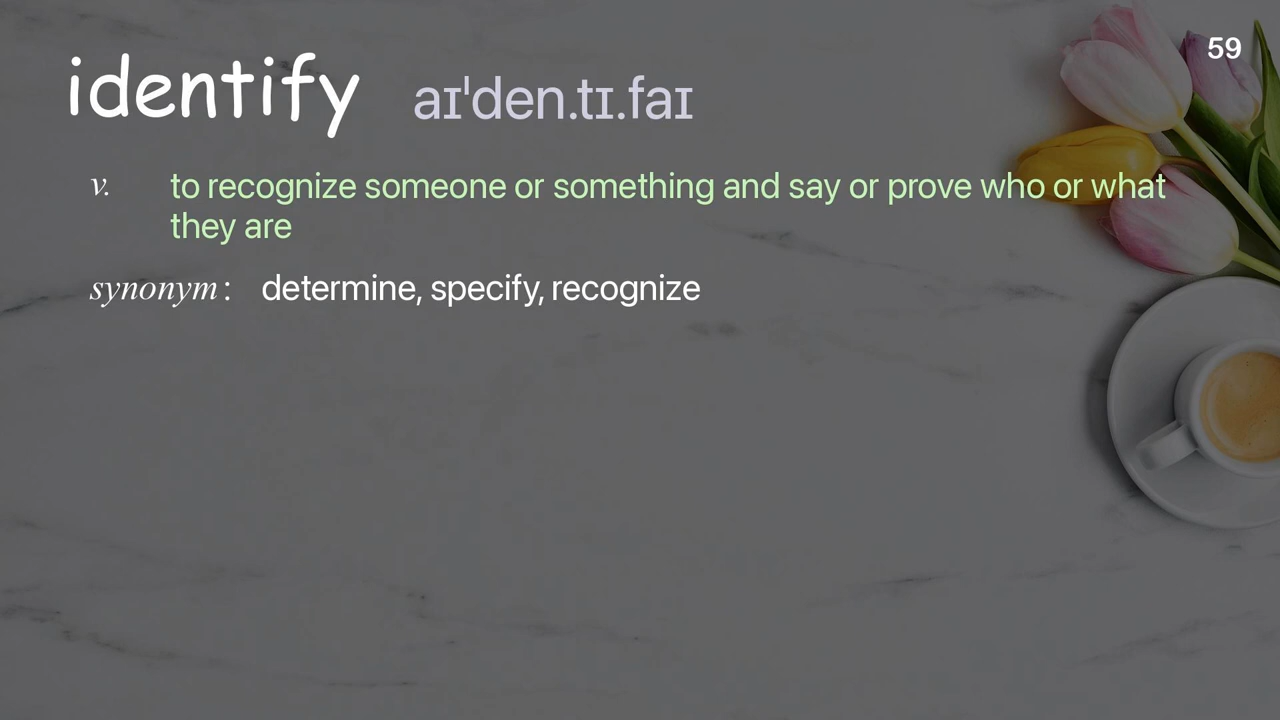 59
identify aɪˈden.tɪ.faɪ
v. to recognize someone or something and say or prove who or what
they are
synonym: determine, specify, recognize